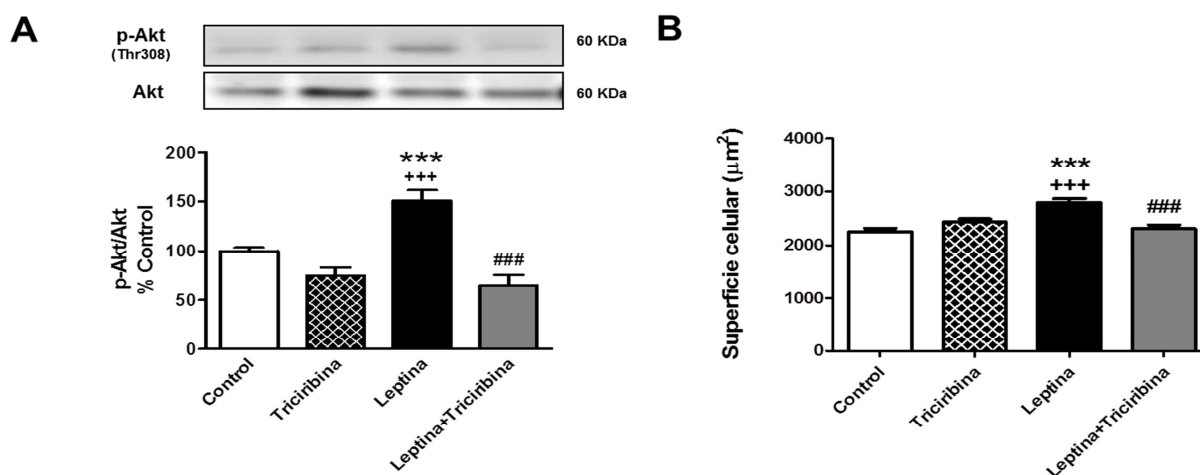 A
p-Akt
(Thr308)
60 KDa
Akt
60 KDa
p-Akt/Akt
% Control
200
150
100
50
0
***
+++
###
Control
Triciribina
Leptina
Leptina+Triciribina
B
Superficie celular (μm²)
4000
3000
2000
1000
0
***
+++
###
Control
Triciribina
Leptina
Leptina+Triciribina